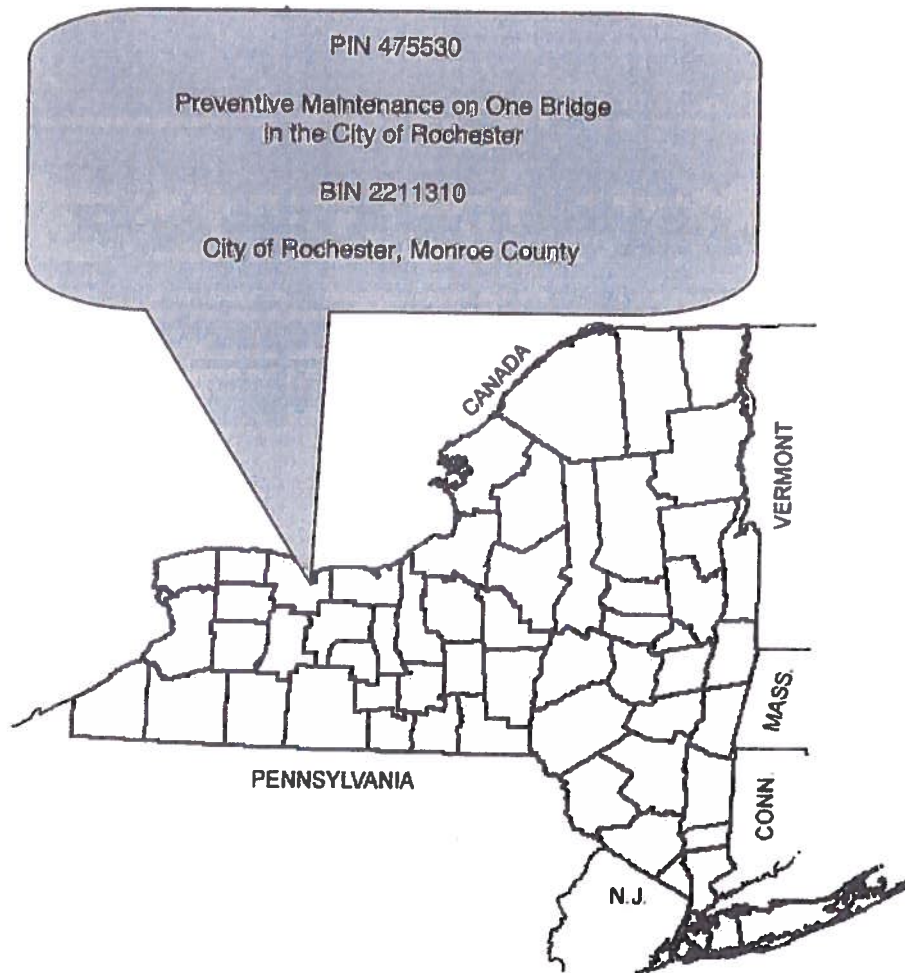 PIN 475530
Preventive Maintenance on One Bridge
in the City of Rochester
BIN 2211310
City of Rochester, Monroe County
CANADA
VERMONT
MASS.
PENNSYLVANIA
CONN.
N.J.